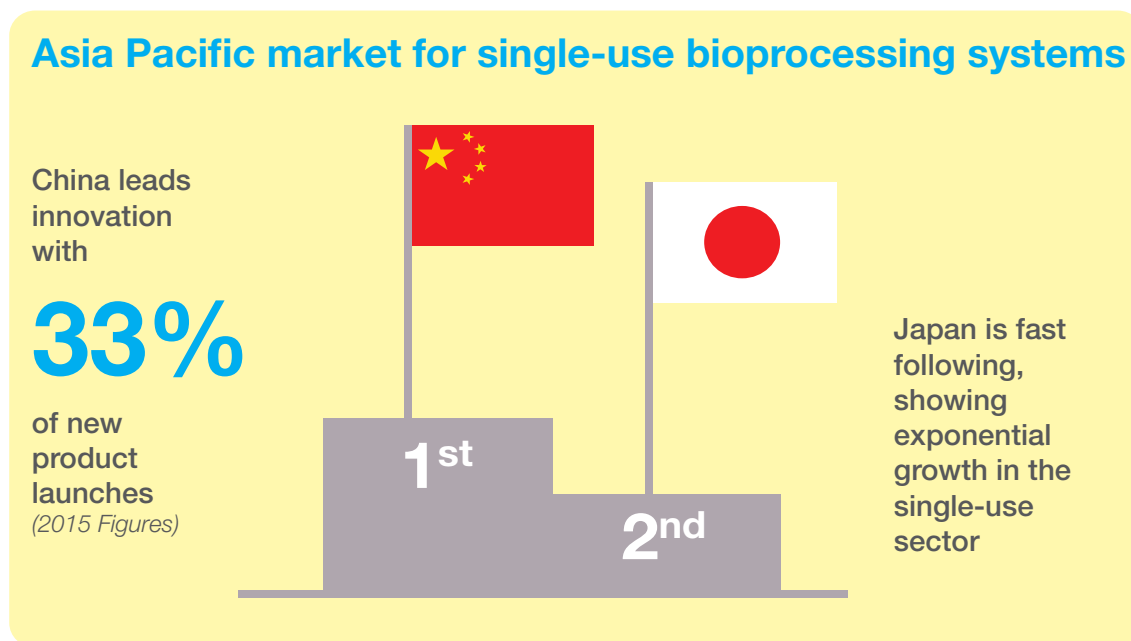 Asia Pacific market for single-use bioprocessing systems
China leads
innovation
with
33%
of new
product
launches
(2015 Figures)
1st
2nd
Japan is fast
following,
showing
exponential
growth in the
single-use
sector